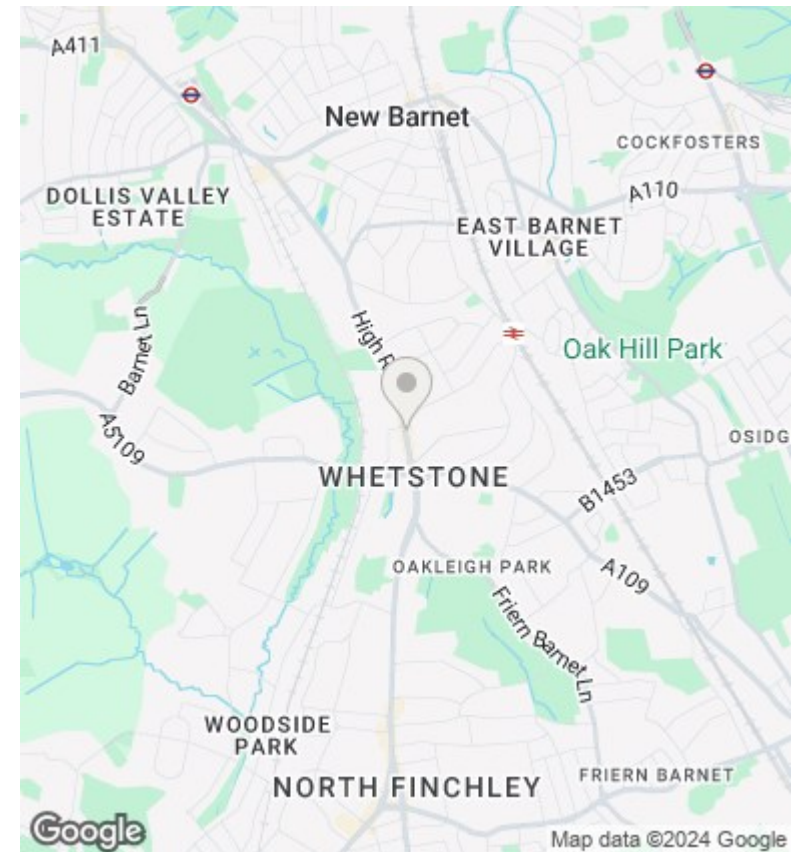 A411
New Barnet
COCKFOSTERS
DOLLIS VALLEY
ESTATE
A110
EAST BARNET
VILLAGE
Barnet Ln
High R
Oak Hill Park
A5109
OSIDG
WHETSTONE
B1453
OAKLEIGH PARK
A109
Friern Barnet Ln
WOODSIDE
PARK
NORTH FINCHLEY
FRIERN BARNET
Google
Map data ©2024 Google